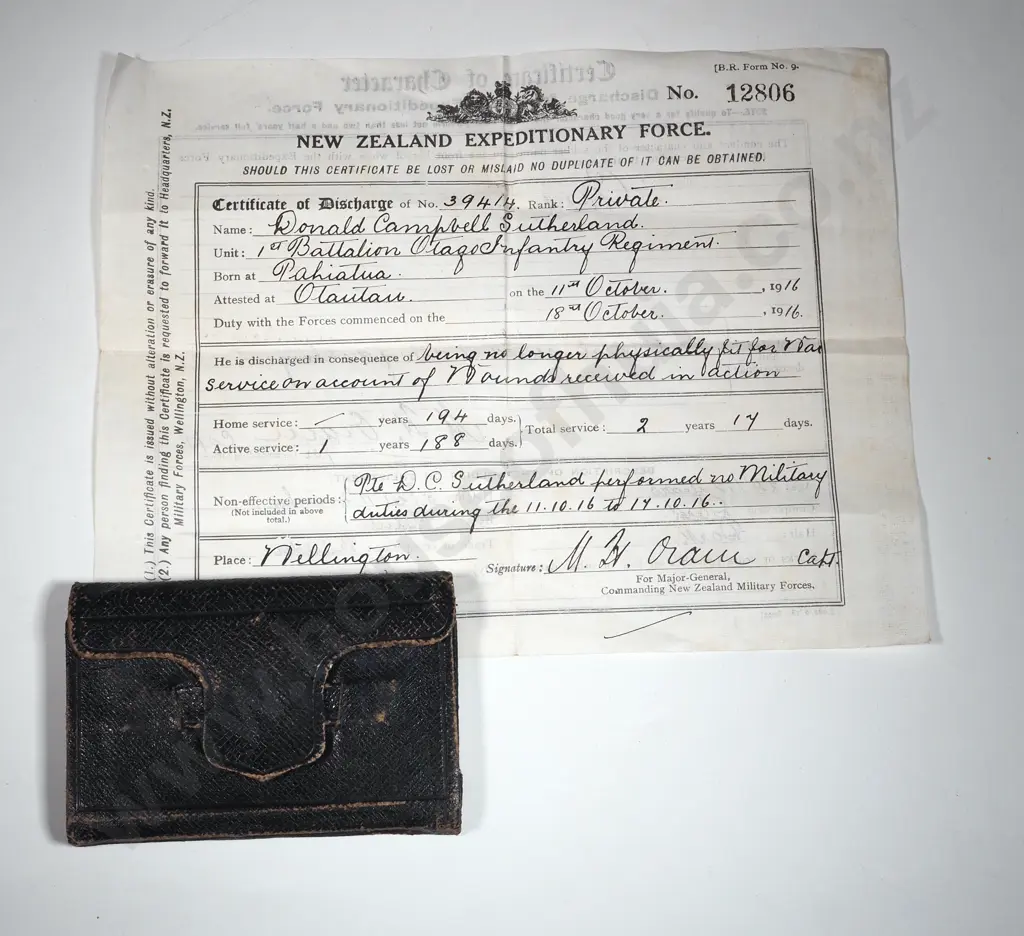 [B.R. Form No. 9.
No. 12806
NEW ZEALAND EXPEDITIONARY FORCE.
SHOULD THIS CERTIFICATE BE LOST OR MISLAID NO DUPLICATE OF IT CAN BE OBTAINED.
Certificate of Discharge of No. 39414. Rank: Private.
Name: Donald Campbell Sutherland.
Unit: 1st Battalion Otago Infantry Regiment.
Born at Pahiatua.
Attested at Otautau. on the 11th October. , 1916
Duty with the Forces commenced on the 18th October. , 1916.
He is discharged in consequence of being no longer physically fit for War
service on account of Wounds received in action
Home service: — years 194 days.
Active service: 1 years 188 days. Total service: 2 years 17 days.
Non-effective periods: Pte D. C. Sutherland performed no Military
(Not included in above total.) duties during the 11.10.16 to 17.10.16.
Place: Wellington. Signature: M. H. Oram Capt.
For Major-General,
Commanding New Zealand Military Forces.
(1.) This Certificate is issued without alteration or erasure of any kind.
(2.) Any person finding this Certificate is requested to forward it to Headquarters, N.Z.
Military Forces, Wellington, N.Z.
Certificate of Character